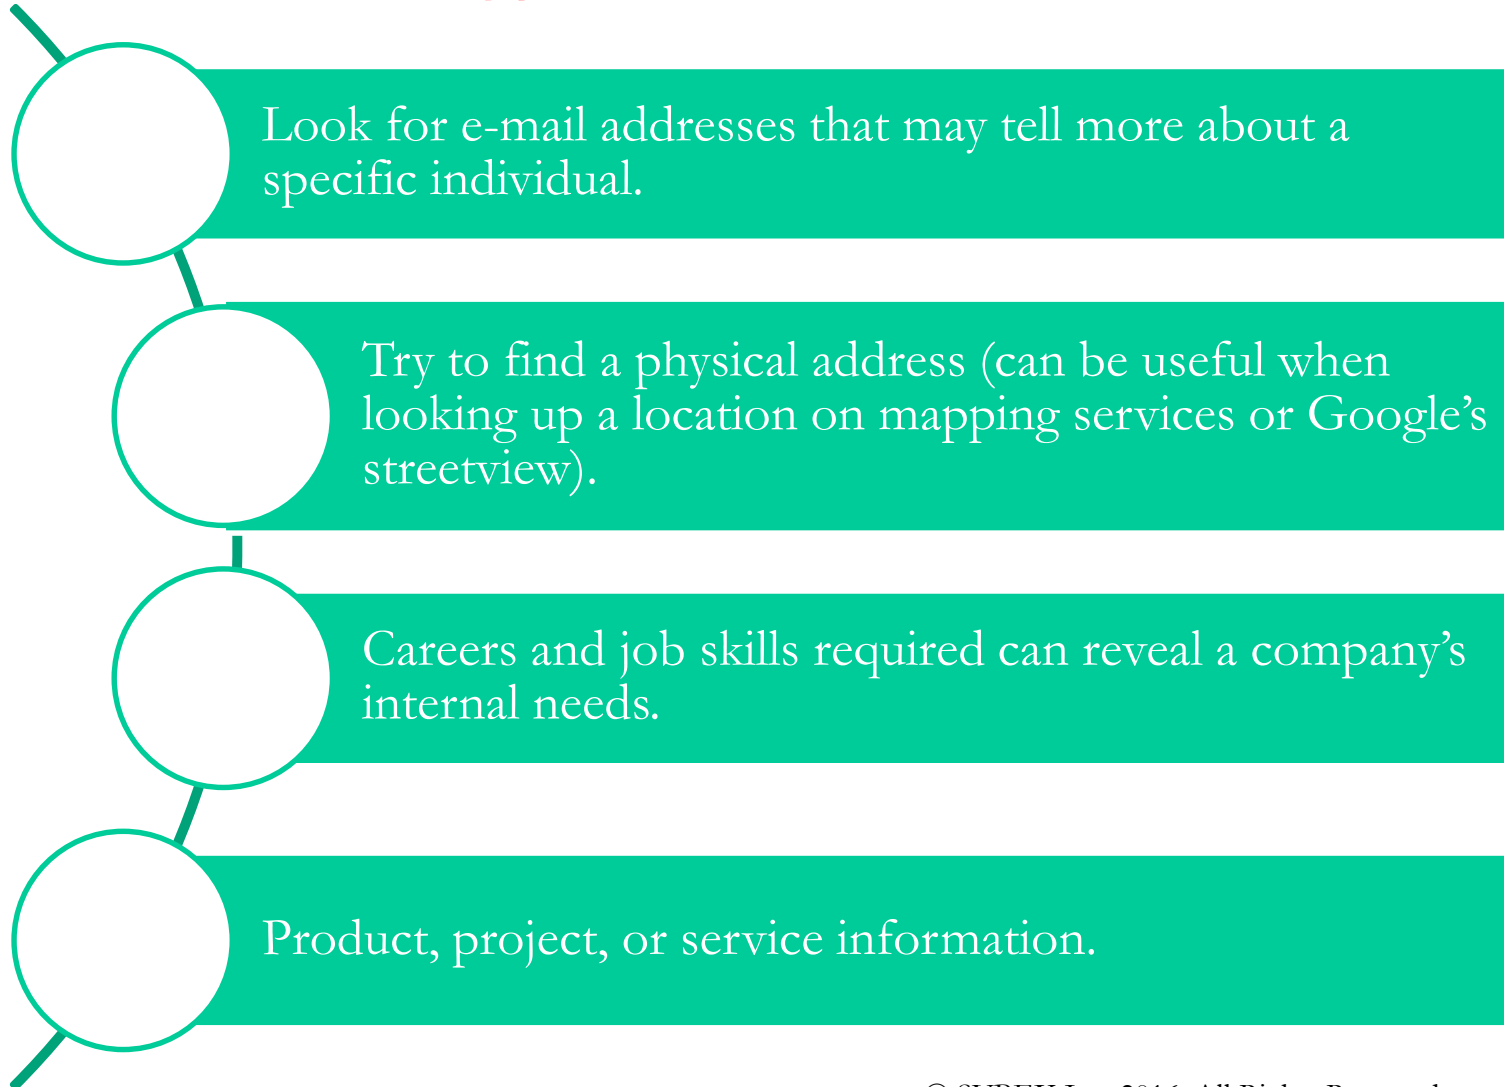 Look for e-mail addresses that may tell more about a
specific individual.
Try to find a physical address (can be useful when
looking up a location on mapping services or Google’s
streetview).
Careers and job skills required can reveal a company’s
internal needs.
Product, project, or service information.